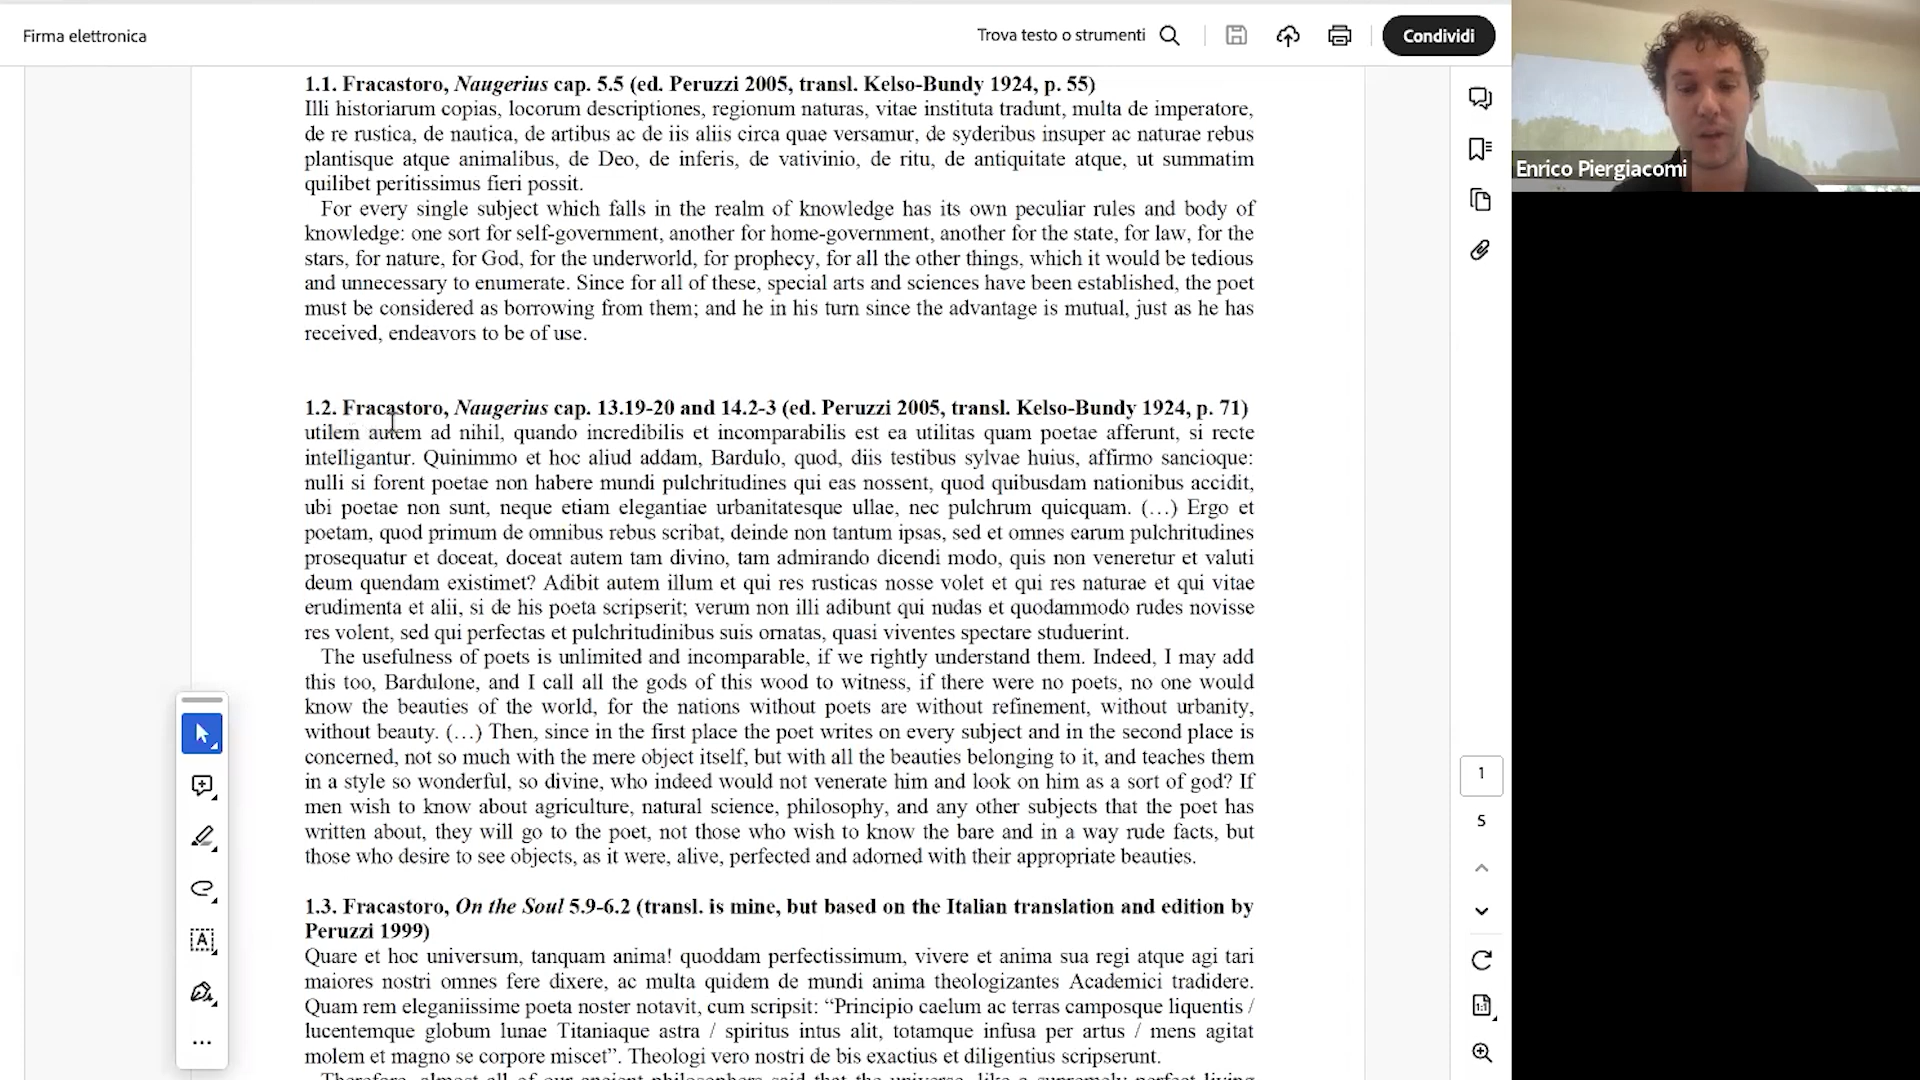 Firma elettronica
Trova testo o strumenti
Condividi
Enrico Piergiacomi
1.1. Fracastoro, Naugerius cap. 5.5 (ed. Peruzzi 2005, transl. Kelso-Bundy 1924, p. 55)
Illi historiarum copias, locorum descriptiones, regionum naturas, vitae instituta tradunt, multa de imperatore,
de re rustica, de nautica, de artibus ac de iis aliis circa quae versamur, de syderibus insuper ac naturae rebus
plantisque atque animalibus, de Deo, de inferis, de vativinio, de ritu, de antiquitate atque, ut summatim
quilibet peritissimus fieri possit.
For every single subject which falls in the realm of knowledge has its own peculiar rules and body of
knowledge: one sort for self-government, another for home-government, another for the state, for law, for the
stars, for nature, for God, for the underworld, for prophecy, for all the other things, which it would be tedious
and unnecessary to enumerate. Since for all of these, special arts and sciences have been established, the poet
must be considered as borrowing from them; and he in his turn since the advantage is mutual, just as he has
received, endeavors to be of use.
1.2. Fracastoro, Naugerius cap. 13.19-20 and 14.2-3 (ed. Peruzzi 2005, transl. Kelso-Bundy 1924, p. 71)
utilem autem ad nihil, quando incredibilis et incomparabilis est ea utilitas quam poetae afferunt, si recte
intelligantur. Quinimmo et hoc aliud addam, Bardulo, quod, diis testibus sylvae huius, affirmo sancioque:
nulli si forent poetae non habere mundi pulchritudines qui eas nossent, quod quibusdam nationibus accidit,
ubi poetae non sunt, neque etiam elegantiae urbanitatesque ullae, nec pulchrum quicquam. (…) Ergo et
poetam, quod primum de omnibus rebus scribat, deinde non tantum ipsas, sed et omnes earum pulchritudines
prosequatur et doceat, doceat autem tam divino, tam admirando dicendi modo, quis non veneretur et valuti
deum quendam existimet? Adibit autem illum et qui res rusticas nosse volet et qui res naturae et qui vitae
erudimenta et alii, si de his poeta scripserit; verum non illi adibunt qui nudas et quodammodo rudes novisse
res volent, sed qui perfectas et pulchritudinibus suis ornatas, quasi viventes spectare studuerint.
The usefulness of poets is unlimited and incomparable, if we rightly understand them. Indeed, I may add
this too, Bardulone, and I call all the gods of this wood to witness, if there were no poets, no one would
know the beauties of the world, for the nations without poets are without refinement, without urbanity,
without beauty. (…) Then, since in the first place the poet writes on every subject and in the second place is
concerned, not so much with the mere object itself, but with all the beauties belonging to it, and teaches them
in a style so wonderful, so divine, who indeed would not venerate him and look on him as a sort of god? If
men wish to know about agriculture, natural science, philosophy, and any other subjects that the poet has
written about, they will go to the poet, not those who wish to know the bare and in a way rude facts, but
those who desire to see objects, as it were, alive, perfected and adorned with their appropriate beauties.
1.3. Fracastoro, On the Soul 5.9-6.2 (transl. is mine, but based on the Italian translation and edition by
Peruzzi 1999)
Quare et hoc universum, tanquam anima! quoddam perfectissimum, vivere et anima sua regi atque agi tari
maiores nostri omnes fere dixere, ac multa quidem de mundi anima theologizantes Academici tradidere.
Quam rem eleganiissime poeta noster notavit, cum scripsit: “Principio caelum ac terras camposque liquentis /
lucentemque globum lunae Titaniaque astra / spiritus intus alit, totamque infusa per artus / mens agitat
molem et magno se corpore miscet”. Theologi vero nostri de bis exactius et diligentius scripserunt.
Therefore, almost all of our ancient philosophers said that the universe, like a supremely perfect living
1
5